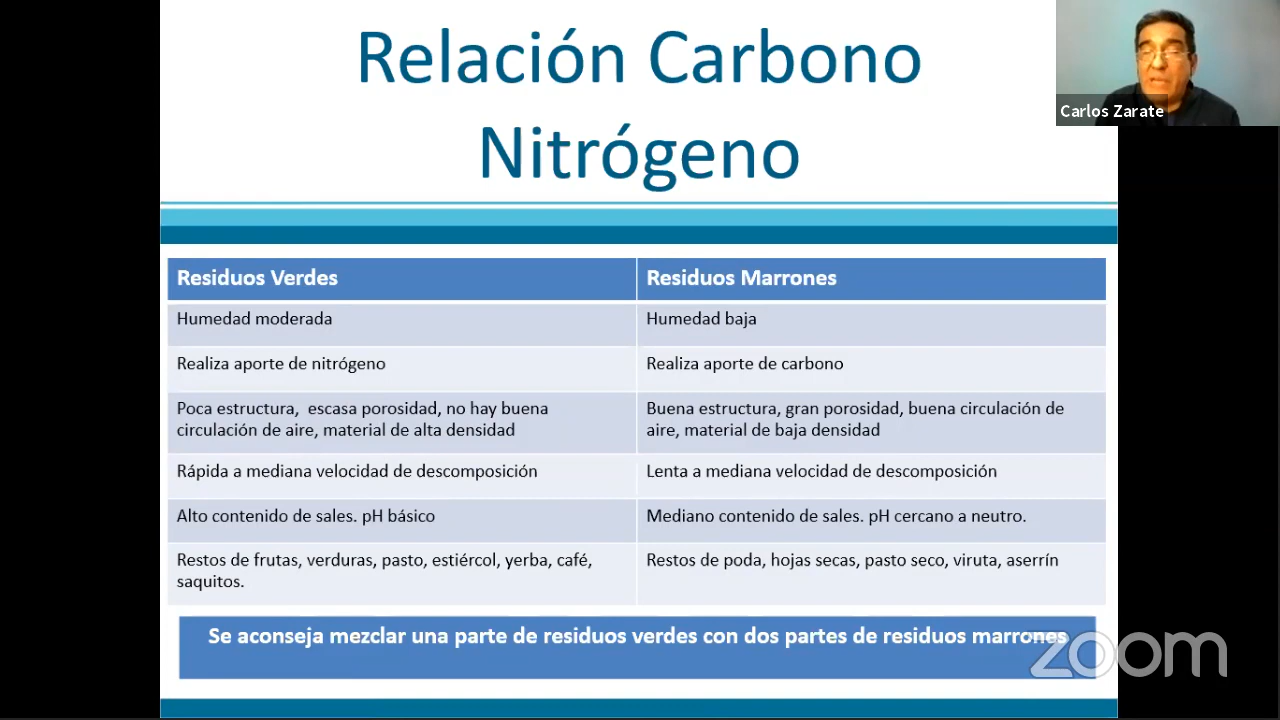 Relación Carbono
Nitrógeno
Carlos Zarate
Residuos Verdes
Residuos Marrones
Humedad moderada
Humedad baja
Realiza aporte de nitrógeno
Realiza aporte de carbono
Poca estructura,  escasa porosidad, no hay buena
circulación de aire, material de alta densidad
Buena estructura, gran porosidad, buena circulación de
aire, material de baja densidad
Rápida a mediana velocidad de descomposición
Lenta a mediana velocidad de descomposición
Alto contenido de sales. pH básico
Mediano contenido de sales. pH cercano a neutro.
Restos de frutas, verduras, pasto, estiércol, yerba, café,
saquitos.
Restos de poda, hojas secas, pasto seco, viruta, aserrín
Se aconseja mezclar una parte de residuos verdes con dos partes de residuos marrones
zoom